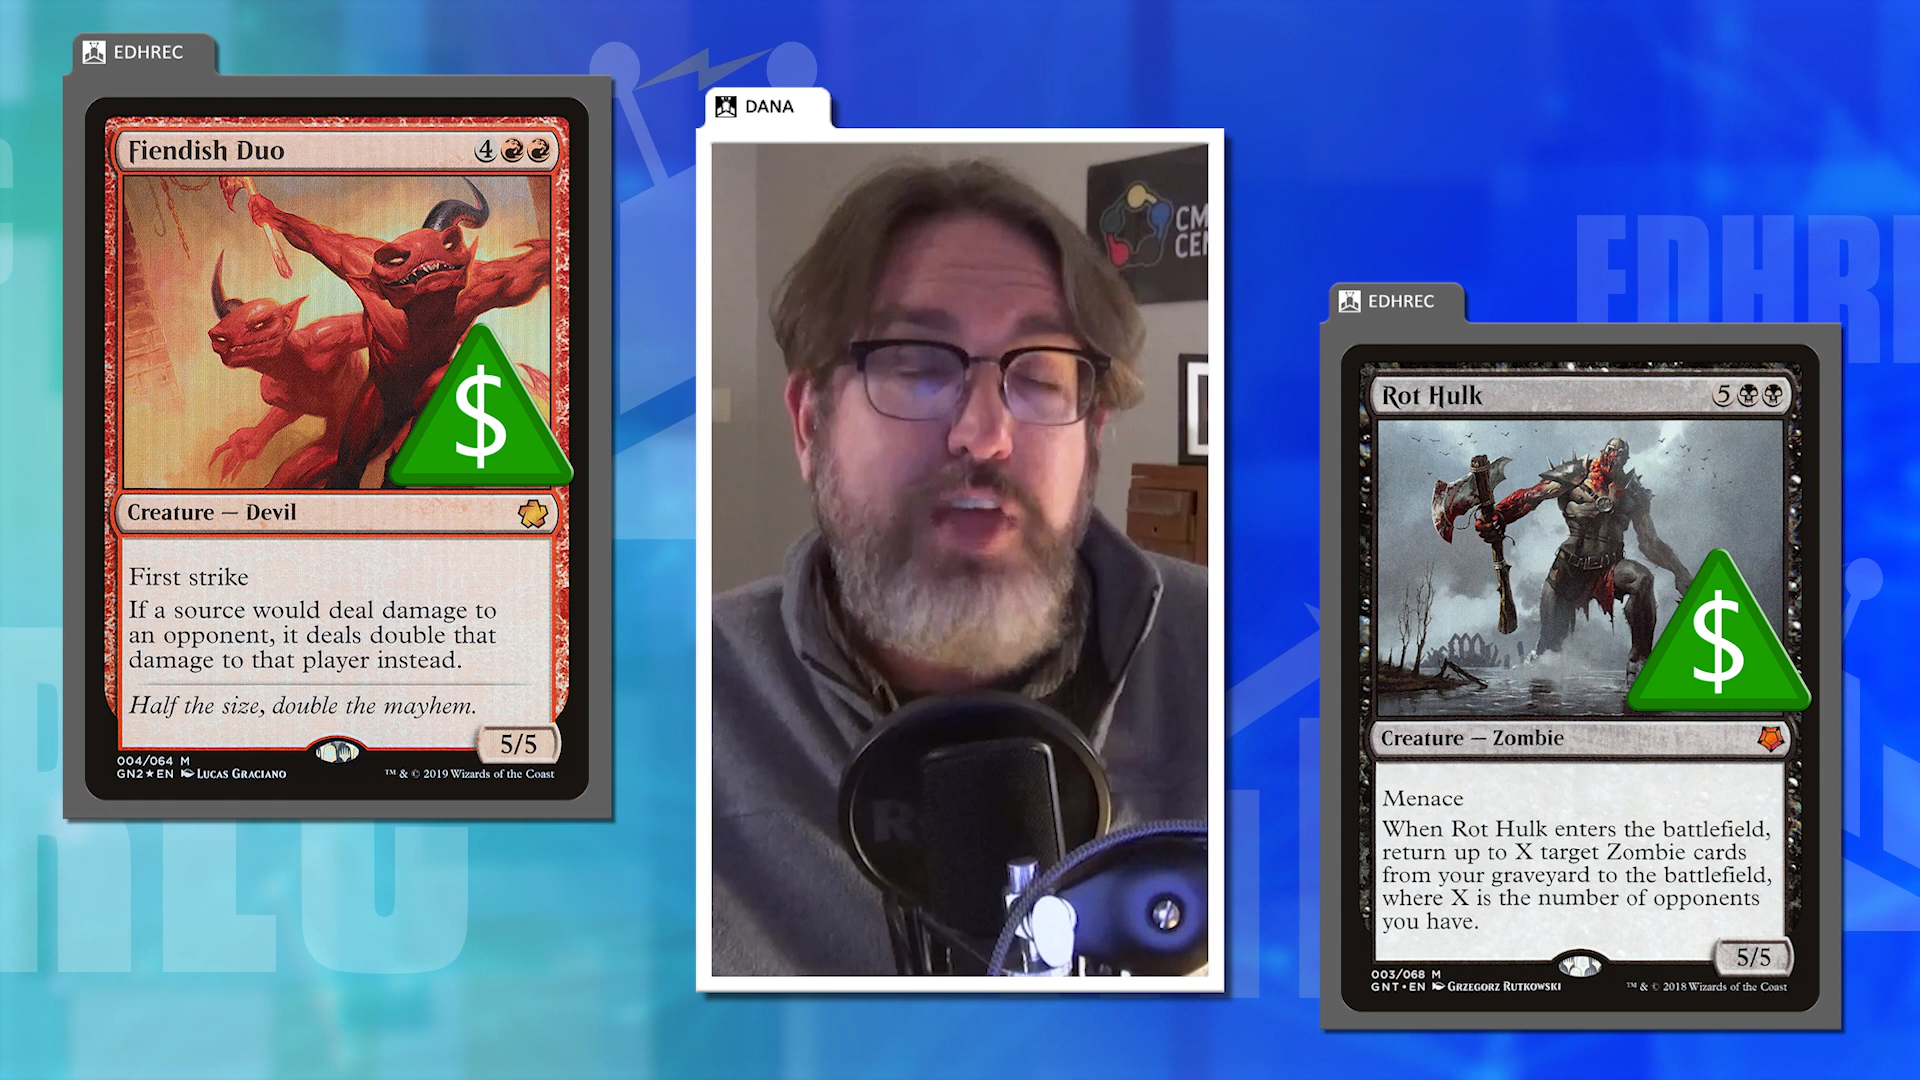 EDHREC
Fiendish Duo 4
$
Creature — Devil
First strike
If a source would deal damage to
an opponent, it deals double that
damage to that player instead.
Half the size, double the mayhem.
5/5
004/064 M
GN2★EN LUCAS GRACIANO
™ & © 2019 Wizards of the Coast
DANA
CM
CEN
R
EDHREC
Rot Hulk 5
$
Creature — Zombie
Menace
When Rot Hulk enters the battlefield,
return up to X target Zombie cards
from your graveyard to the battlefield,
where X is the number of opponents
you have.
5/5
003/068 M
GNT•EN GRZEGORZ RUTKOWSKI
™ & © 2018 Wizards of the Coast
EDHR
REC